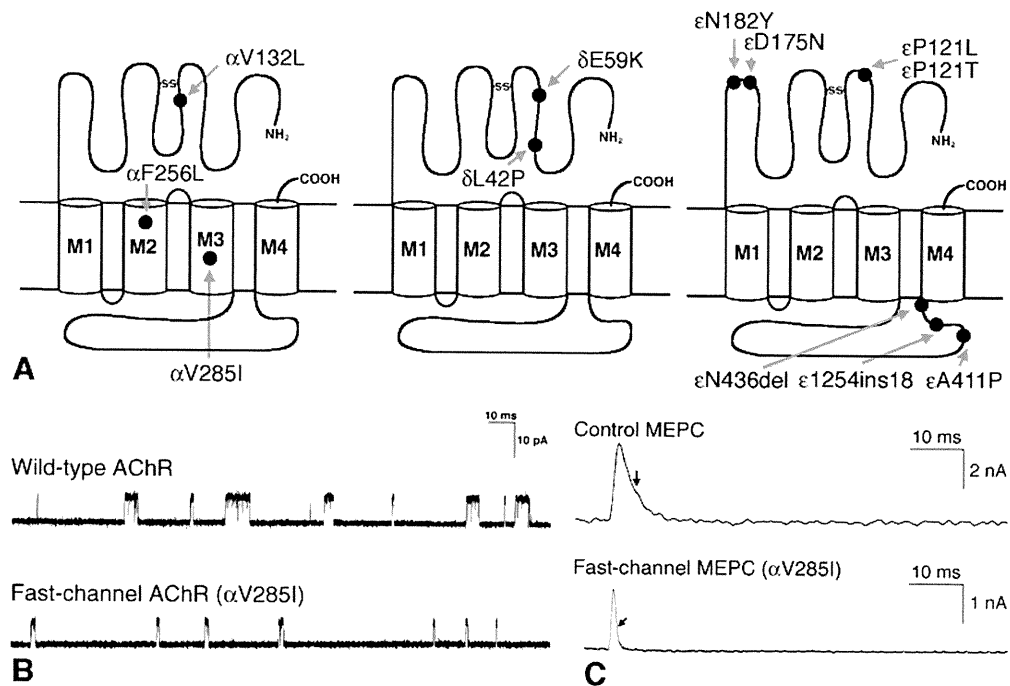 αV132L
αF256L
ss
NH₂
COOH
M1 M2 M3 M4
αV285I
A
δE59K
δL42P
ss
NH₂
COOH
M1 M2 M3 M4
εN182Y
εD175N
εP121L
εP121T
ss
NH₂
COOH
M1 M2 M3 M4
εN436del ε1254ins18 εA411P
10 ms
10 pA
Wild-type AChR
Fast-channel AChR (αV285I)
B
Control MEPC
10 ms
2 nA
Fast-channel MEPC (αV285I)
10 ms
1 nA
C